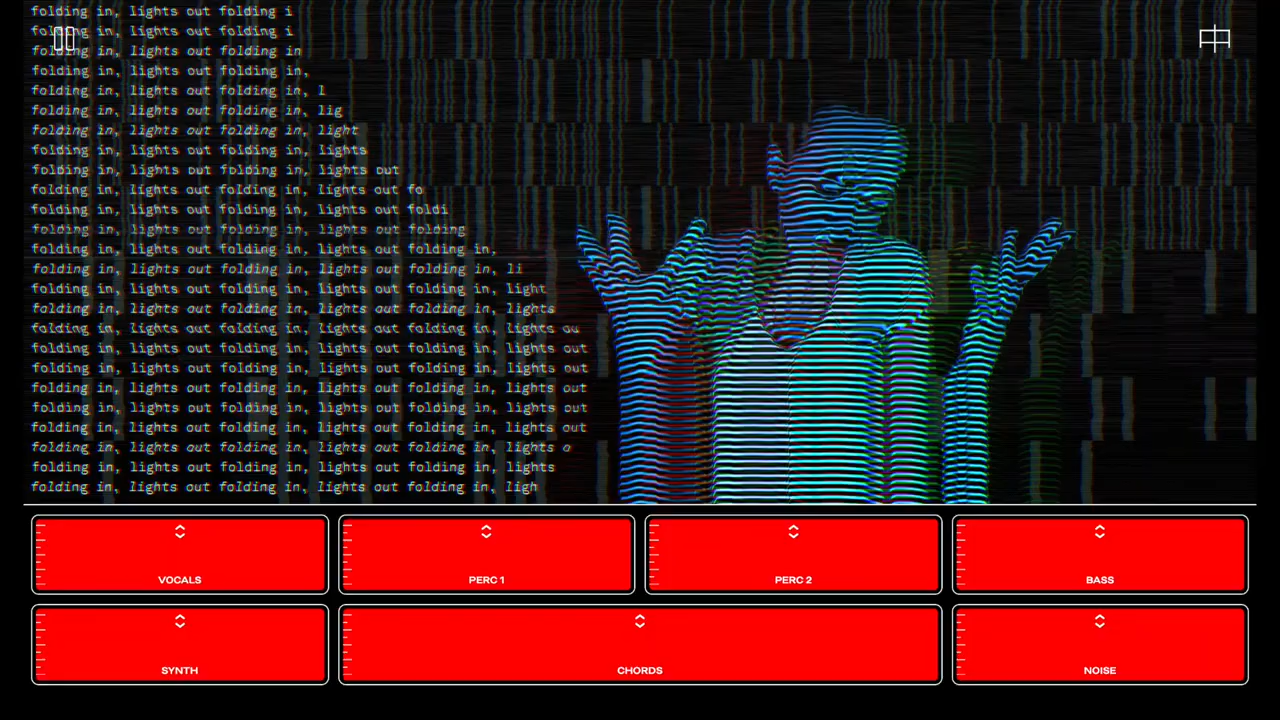 folding in, lights out folding i
folding in, lights out folding i
folding in, lights out folding in
folding in, lights out folding in,
folding in, lights out folding in, l
folding in, lights out folding in, lig
folding in, lights out folding in, light
folding in, lights out folding in, lights
folding in, lights out folding in, lights out
folding in, lights out folding in, lights out fo
folding in, lights out folding in, lights out foldi
folding in, lights out folding in, lights out folding
folding in, lights out folding in, lights out folding in,
folding in, lights out folding in, lights out folding in, li
folding in, lights out folding in, lights out folding in, light
folding in, lights out folding in, lights out folding in, lights
folding in, lights out folding in, lights out folding in, lights ou
folding in, lights out folding in, lights out folding in, lights out
folding in, lights out folding in, lights out folding in, lights out
folding in, lights out folding in, lights out folding in, lights out
folding in, lights out folding in, lights out folding in, lights out
folding in, lights out folding in, lights out folding in, lights out
folding in, lights out folding in, lights out folding in, lights o
folding in, lights out folding in, lights out folding in, lights
folding in, lights out folding in, lights out folding in, ligh
VOCALS
PERC 1
PERC 2
BASS
SYNTH
CHORDS
NOISE